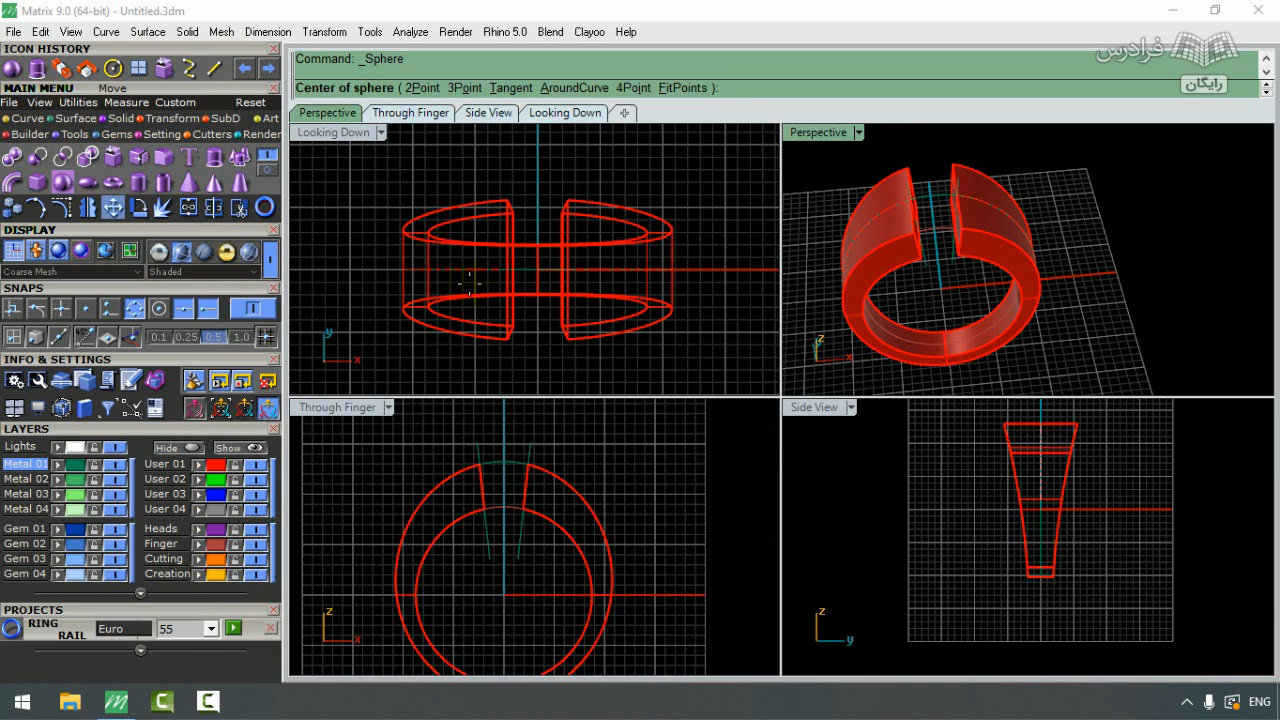 Matrix 9.0 (64-bit) - Untitled.3dm
File Edit View Curve Surface Solid Mesh Dimension Transform Tools Analyze Render Rhino 5.0 Blend Clayoo Help
فرادرس
رایگان
ICON HISTORY
Command: _Sphere
Center of sphere ( 2Point 3Point Tangent AroundCurve 4Point FitPoints ):
MAIN MENU Move
File View Utilities Measure Custom Reset
Curve Surface Solid Transform SubD Art
Builder Tools Gems Setting Cutters Render
Perspective Through Finger Side View Looking Down
Looking Down
Perspective
DISPLAY
Coarse Mesh Shaded
SNAPS
0.1 0.25 0.5 1.0
INFO & SETTINGS
y x
z x
Through Finger
Side View
LAYERS
Lights Hide Show
Metal 01 User 01
Metal 02 User 02
Metal 03 User 03
Metal 04 User 04
Gem 01 Heads
Gem 02 Finger
Gem 03 Cutting
Gem 04 Creation
PROJECTS
RING RAIL Euro 55
z x
z y
ENG